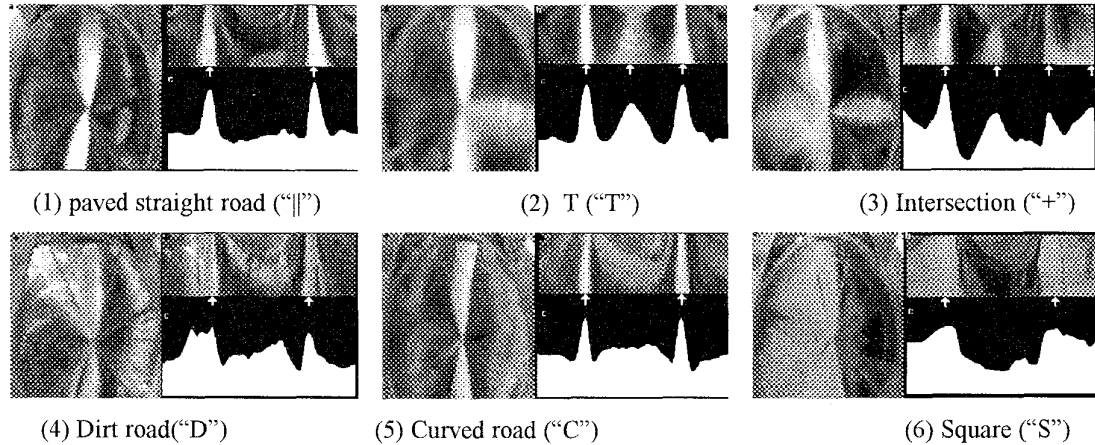 (1) paved straight road (“||”)
(2) T (“T”)
(3) Intersection (“+”)
(4) Dirt road(“D”)
(5) Curved road (“C”)
(6) Square (“S”)